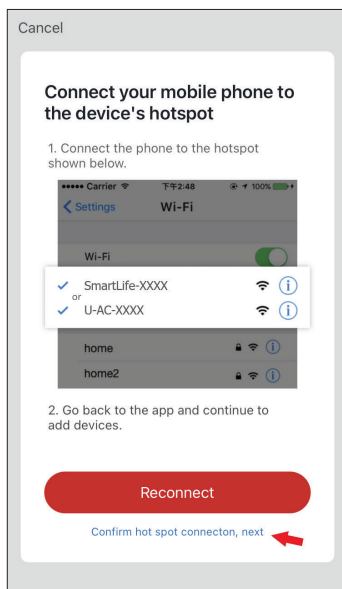 Cancel
Connect your mobile phone to
the device's hotspot
1. Connect the phone to the hotspot
shown below.
Carrier 下午2:48 100%
Settings Wi-Fi
Wi-Fi
SmartLife-XXXX
or
U-AC-XXXX
home
home2
2. Go back to the app and continue to
add devices.
Reconnect
Confirm hot spot connecton, next